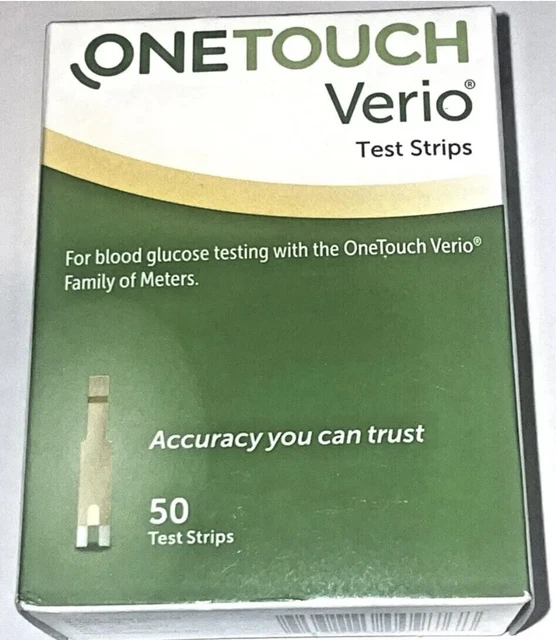 ONETOUCH
Verio®
Test Strips
For blood glucose testing with the OneTouch Verio®
Family of Meters.
Accuracy you can trust
50
Test Strips